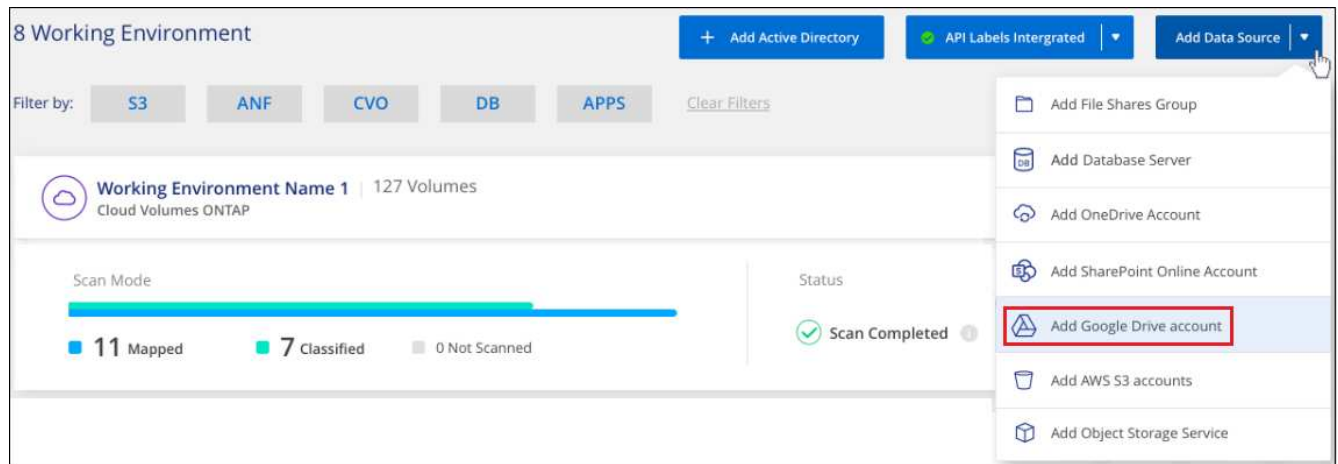 8 Working Environment
+ Add Active Directory
API Labels Intergrated
Add Data Source
Filter by:
S3
ANF
CVO
DB
APPS
Clear Filters
Add File Shares Group
DB
Add Database Server
Working Environment Name 1 | 127 Volumes
Cloud Volumes ONTAP
Add OneDrive Account
S
Add SharePoint Online Account
Scan Mode
Status
Add Google Drive account
11 Mapped
7 Classified
0 Not Scanned
Scan Completed
Add AWS S3 accounts
Add Object Storage Service